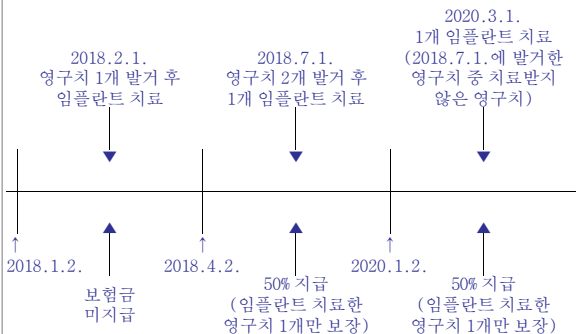 2018.2.1.
영구치 1개 발거 후
임플란트 치료
2018.7.1.
영구치 2개 발거 후
1개 임플란트 치료
2020.3.1.
1개 임플란트 치료
(2018.7.1.에 발거한
영구치 중 치료받지
않은 영구치)
↑
2018.1.2.
↑
2018.4.2.
↑
2020.1.2.
보험금
미지급
50% 지급
(임플란트 치료한
영구치 1개만 보장)
50% 지급
(임플란트 치료한
영구치 1개만 보장)